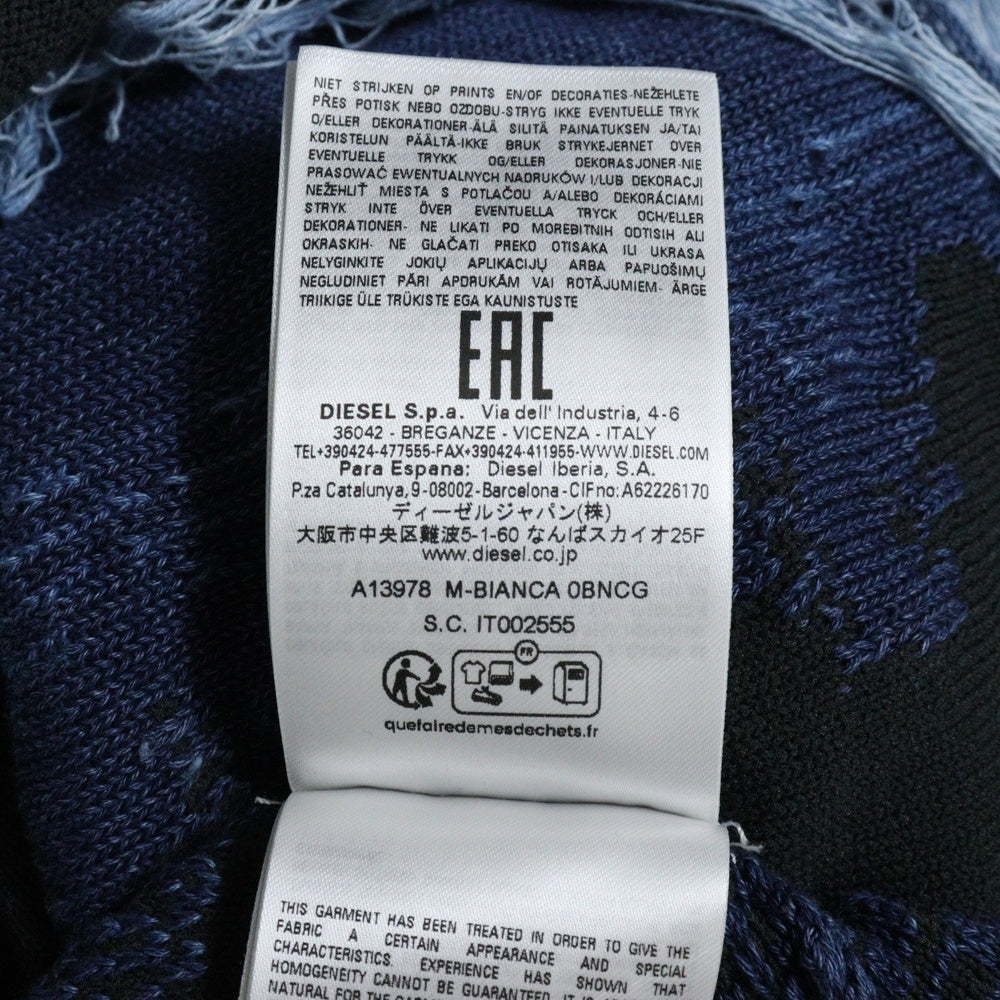 NIET STRIJKEN OP PRINTS EN/OF DECORATIES-NEŽEHLETE
PŘES POTISK NEBO OZDOBU-STRYG IKKE EVENTUELLE TRYK
O/ELLER DEKORATIONER-ÄLÄ SILITÄ PAINATUKSEN JA/TAI
KORISTELUN PÄÄLTÄ-IKKE BRUK STRYKEJERNET OVER
EVENTUELLE TRYKK OG/ELLER DEKORASJONER-NIE
PRASOWAĆ EWENTUALNYCH NADRUKÓW I/LUB DEKORACJI
NEŽEHLIŤ MIESTA S POTLAČOU A/ALEBO DEKORÁCIAMI
STRYK INTE ÖVER EVENTUELLA TRYCK OCH/ELLER
DEKORATIONER- NE LIKATI PO MOREBITNIH ODTISIH ALI
OKRASKIH- NE GLAČATI PREKO OTISAKA ILI UKRASA
NELYGINKITE JOKIŲ APLIKACIJŲ ARBA PAPUOŠIMŲ
NEGLUDINIET PĀRI APDRUKĀM VAI ROTĀJUMIEM- ÄRGE
TRIIKIGE ÜLE TRÜKISTE EGA KAUNISTUSTE
EAC
DIESEL S.p.a. Via dell' Industria, 4-6
36042 - BREGANZE - VICENZA - ITALY
TEL+390424-477555-FAX+390424-411955-WWW.DIESEL.COM
Para Espana: Diesel Iberia, S.A.
P.za Catalunya,9-08002-Barcelona-CIFno:A62226170
ディーゼルジャパン(株)
大阪市中央区難波5-1-60 なんばスカイオ25F
www.diesel.co.jp
A13978 M-BIANCA 0BNCG
S.C. IT002555
FR
quefairedemesdechets.fr
THIS GARMENT HAS BEEN TREATED IN ORDER TO GIVE THE
FABRIC A CERTAIN APPEARANCE AND SPECIAL
CHARACTERISTICS. EXPERIENCE HAS SHOWN THAT
HOMOGENEITY CANNOT BE GUARANTEED. IT IS
NATURAL FOR THE